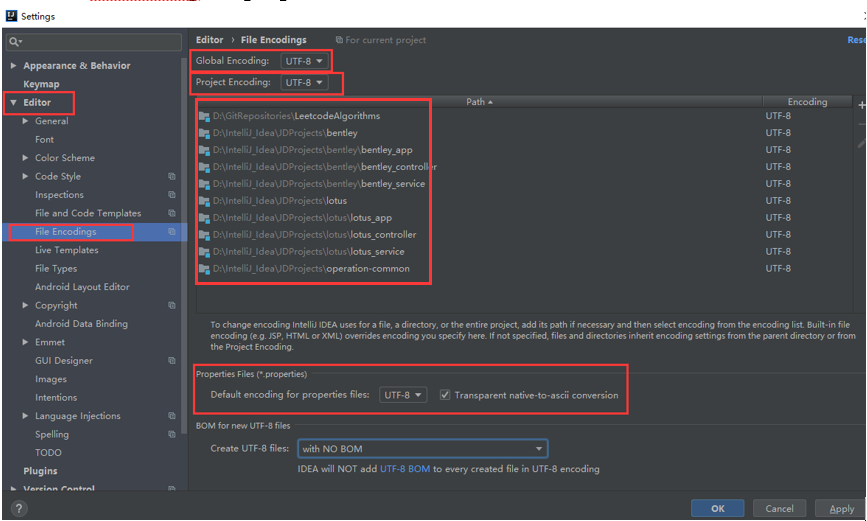 Settings
Editor › File Encodings For current project Rese
Appearance & Behavior
Keymap
Editor
General
Font
Color Scheme
Code Style
Inspections
File and Code Templates
File Encodings
Live Templates
File Types
Android Layout Editor
Copyright
Android Data Binding
Emmet
GUI Designer
Images
Intentions
Language Injections
Spelling
TODO
Plugins
Version Control
Global Encoding: UTF-8
Project Encoding: UTF-8
Path Encoding
D:\GitRepositories\LeetcodeAlgorithms UTF-8
D:\IntelliJ_Idea\JDProjects\bentley UTF-8
D:\IntelliJ_Idea\JDProjects\bentley\bentley_app UTF-8
D:\IntelliJ_Idea\JDProjects\bentley\bentley_controller UTF-8
D:\IntelliJ_Idea\JDProjects\bentley\bentley_service UTF-8
D:\IntelliJ_Idea\JDProjects\lotus UTF-8
D:\IntelliJ_Idea\JDProjects\lotus\lotus_app UTF-8
D:\IntelliJ_Idea\JDProjects\lotus\lotus_controller UTF-8
D:\IntelliJ_Idea\JDProjects\lotus\lotus_service UTF-8
D:\IntelliJ_Idea\JDProjects\operation-common UTF-8
To change encoding IntelliJ IDEA uses for a file, a directory, or the entire project, add its path if necessary and then select encoding from the encoding list. Built-in file
encoding (e.g. JSP, HTML or XML) overrides encoding you specify here. If not specified, files and directories inherit encoding settings from the parent directory or from
the Project Encoding.
Properties Files (*.properties)
Default encoding for properties files: UTF-8 Transparent native-to-ascii conversion
BOM for new UTF-8 files
Create UTF-8 files: with NO BOM
IDEA will NOT add UTF-8 BOM to every created file in UTF-8 encoding
? OK Cancel Apply